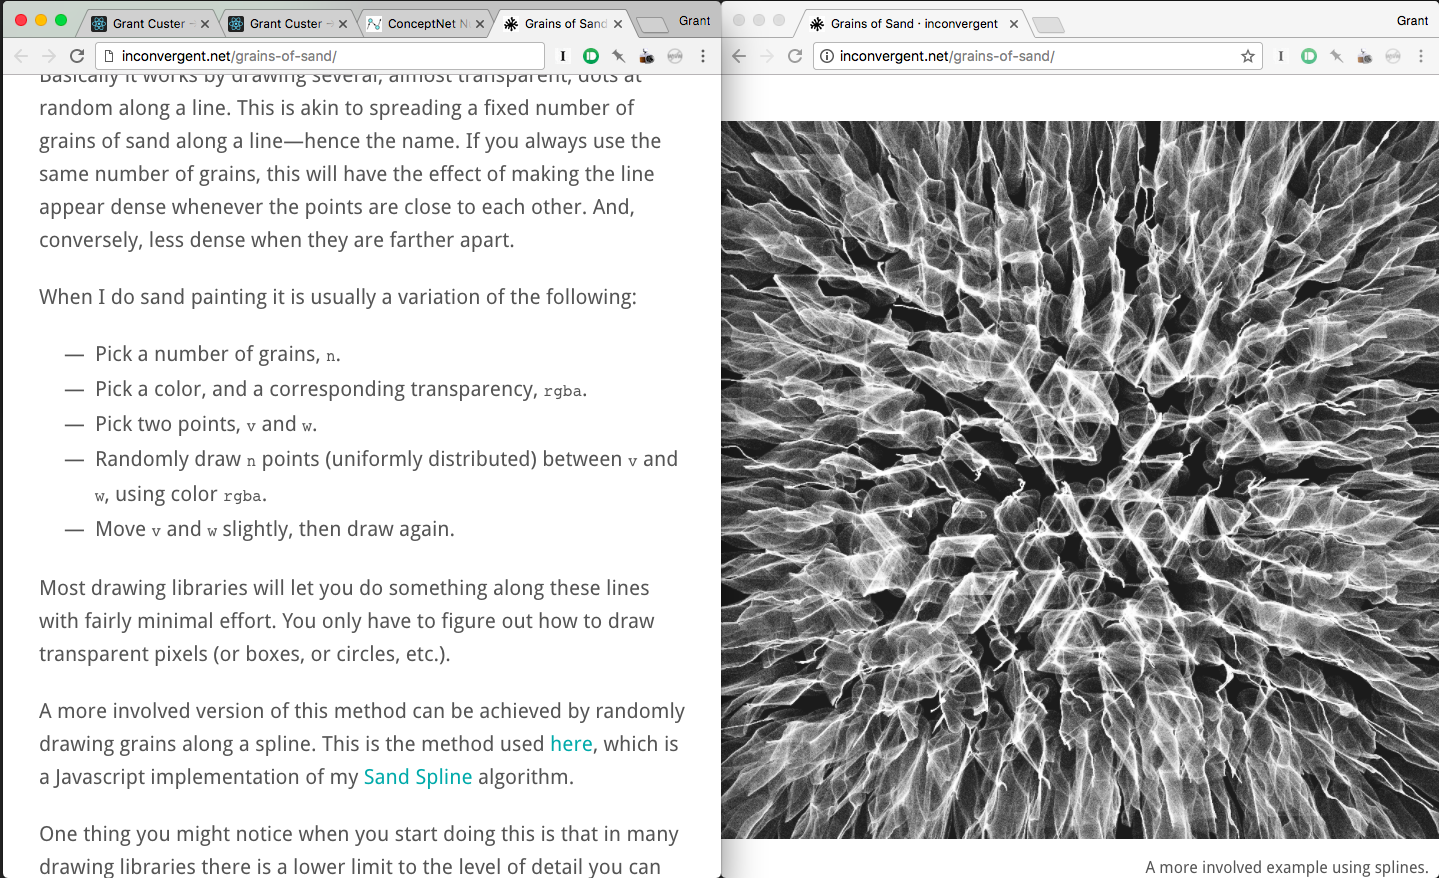 Grant Custer
Grant Custer
ConceptNet N
Grains of Sand
Grant
inconvergent.net/grains-of-sand/
Basically it works by drawing several, almost transparent, dots at
random along a line. This is akin to spreading a fixed number of
grains of sand along a line—hence the name. If you always use the
same number of grains, this will have the effect of making the line
appear dense whenever the points are close to each other. And,
conversely, less dense when they are farther apart.
When I do sand painting it is usually a variation of the following:
— Pick a number of grains, n.
— Pick a color, and a corresponding transparency, rgba.
— Pick two points, v and w.
— Randomly draw n points (uniformly distributed) between v and
w, using color rgba.
— Move v and w slightly, then draw again.
Most drawing libraries will let you do something along these lines
with fairly minimal effort. You only have to figure out how to draw
transparent pixels (or boxes, or circles, etc.).
A more involved version of this method can be achieved by randomly
drawing grains along a spline. This is the method used here, which is
a Javascript implementation of my Sand Spline algorithm.
One thing you might notice when you start doing this is that in many
drawing libraries there is a lower limit to the level of detail you can
Grains of Sand · inconvergent
Grant
inconvergent.net/grains-of-sand/
A more involved example using splines.